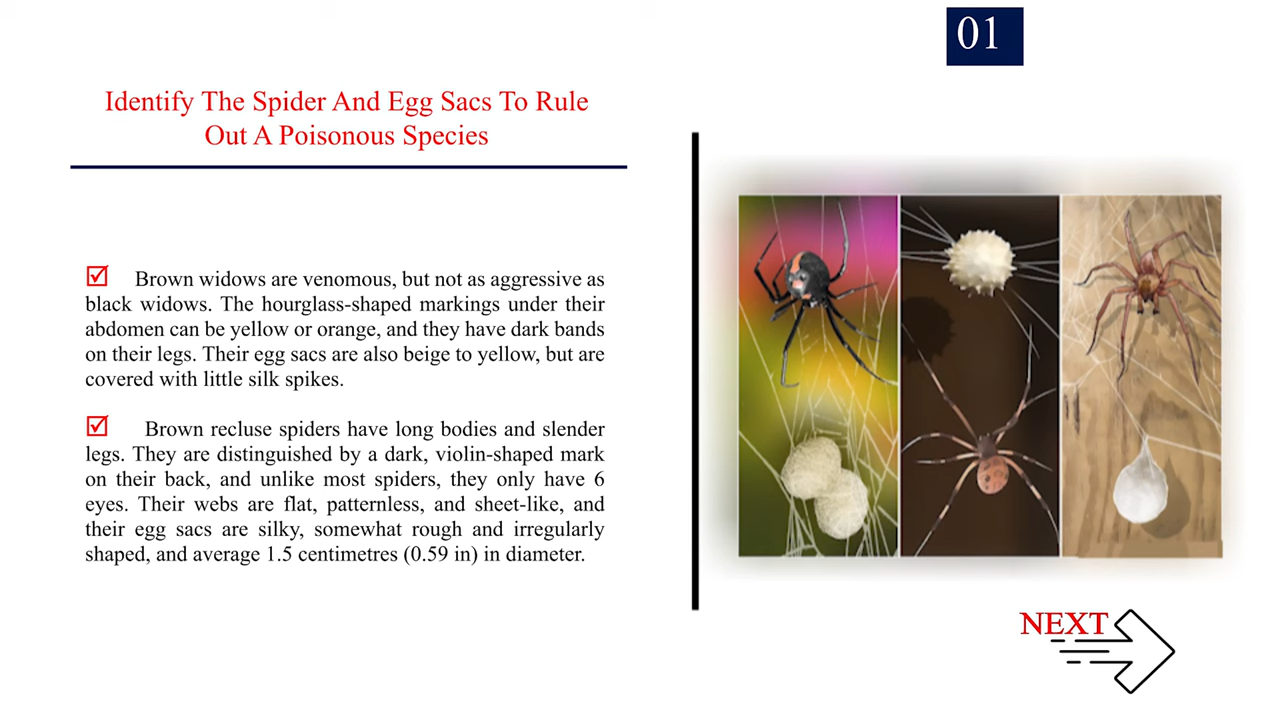 01
Identify The Spider And Egg Sacs To Rule
Out A Poisonous Species
Brown widows are venomous, but not as aggressive as
black widows. The hourglass-shaped markings under their
abdomen can be yellow or orange, and they have dark bands
on their legs. Their egg sacs are also beige to yellow, but are
covered with little silk spikes.
Brown recluse spiders have long bodies and slender
legs. They are distinguished by a dark, violin-shaped mark
on their back, and unlike most spiders, they only have 6
eyes. Their webs are flat, patternless, and sheet-like, and
their egg sacs are silky, somewhat rough and irregularly
shaped, and average 1.5 centimetres (0.59 in) in diameter.
NEXT